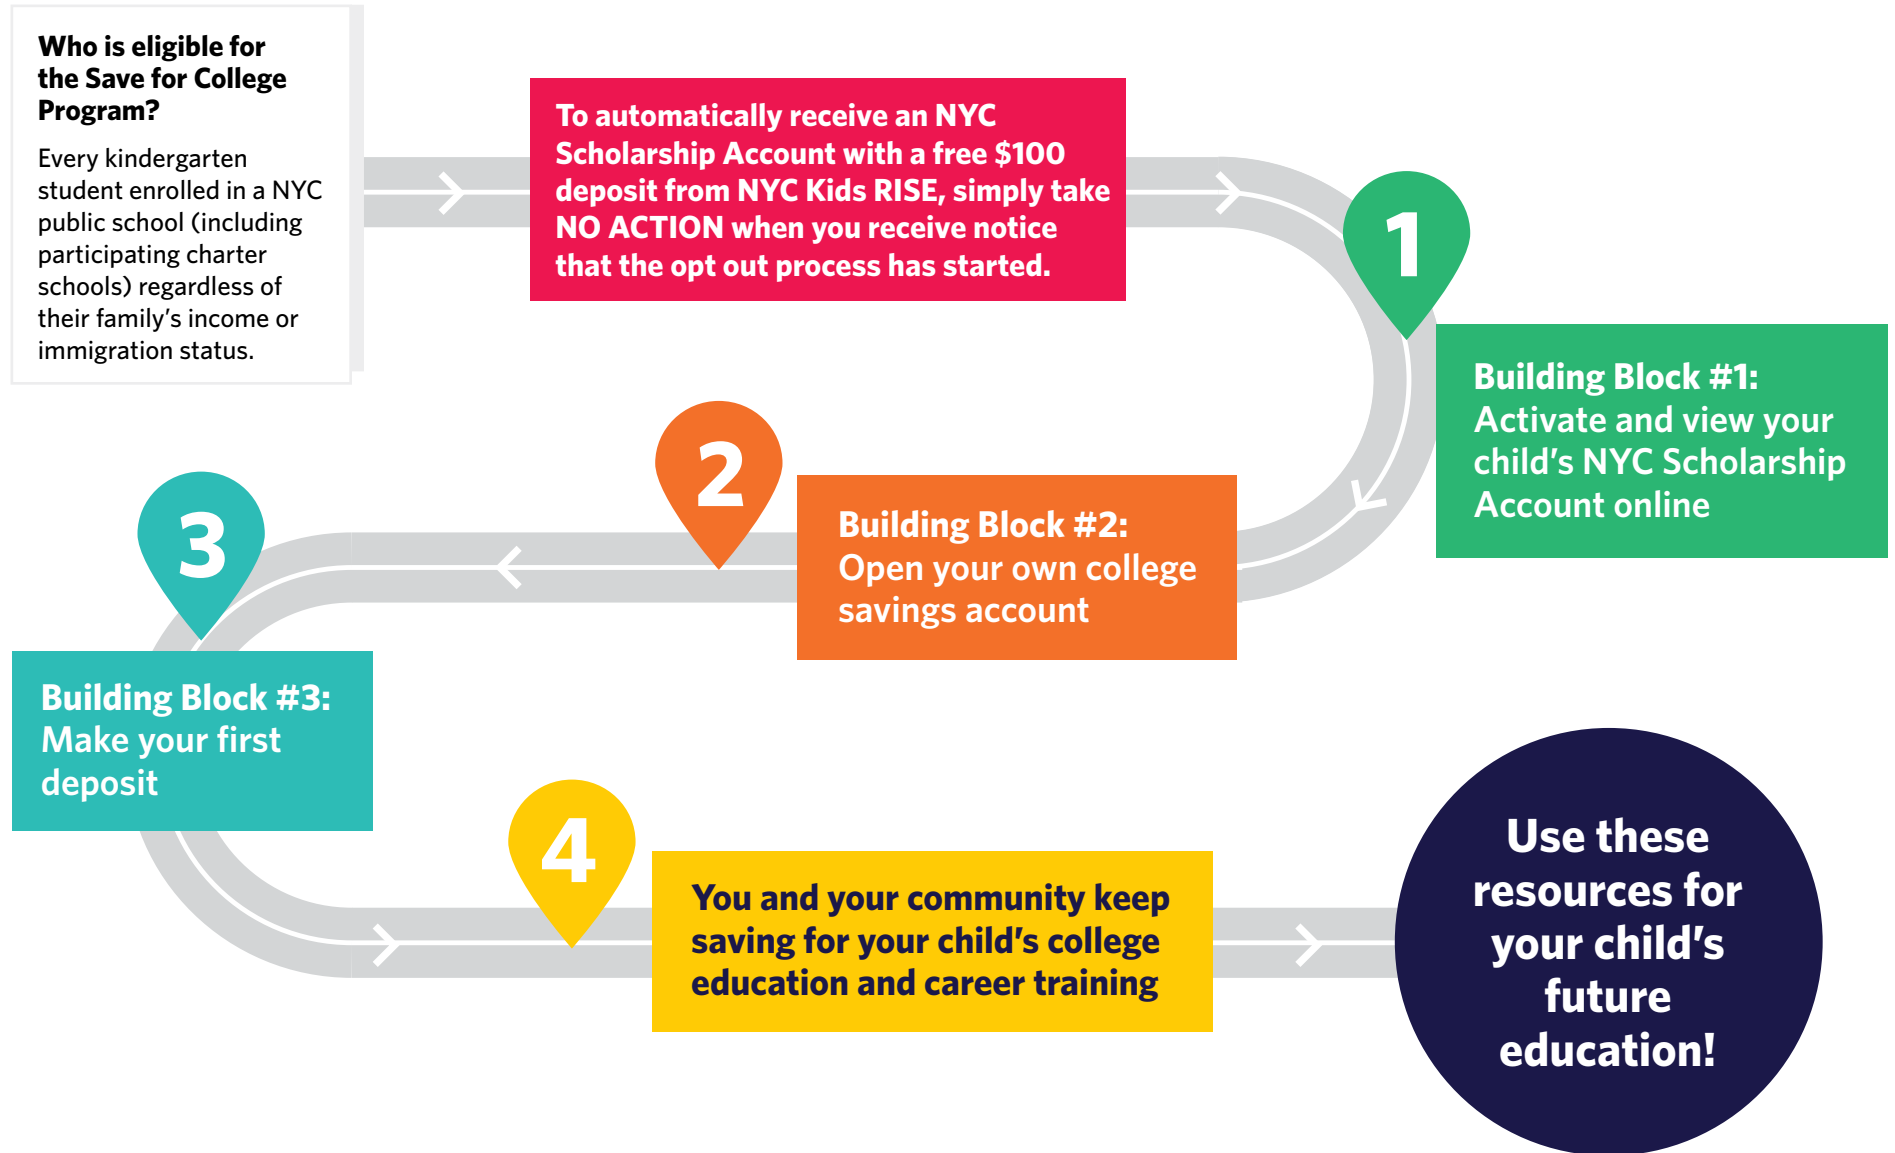 Who is eligible for
the Save for College
Program?
Every kindergarten
student enrolled in a NYC
public school (including
participating charter
schools) regardless of
their family's income or
immigration status.
To automatically receive an NYC
Scholarship Account with a free $100
deposit from NYC Kids RISE, simply take
NO ACTION when you receive notice
that the opt out process has started.
1
Building Block #1:
Activate and view your
child's NYC Scholarship
Account online
2
Building Block #2:
Open your own college
savings account
3
Building Block #3:
Make your first
deposit
4
You and your community keep
saving for your child's college
education and career training
Use these
resources for
your child's
future
education!